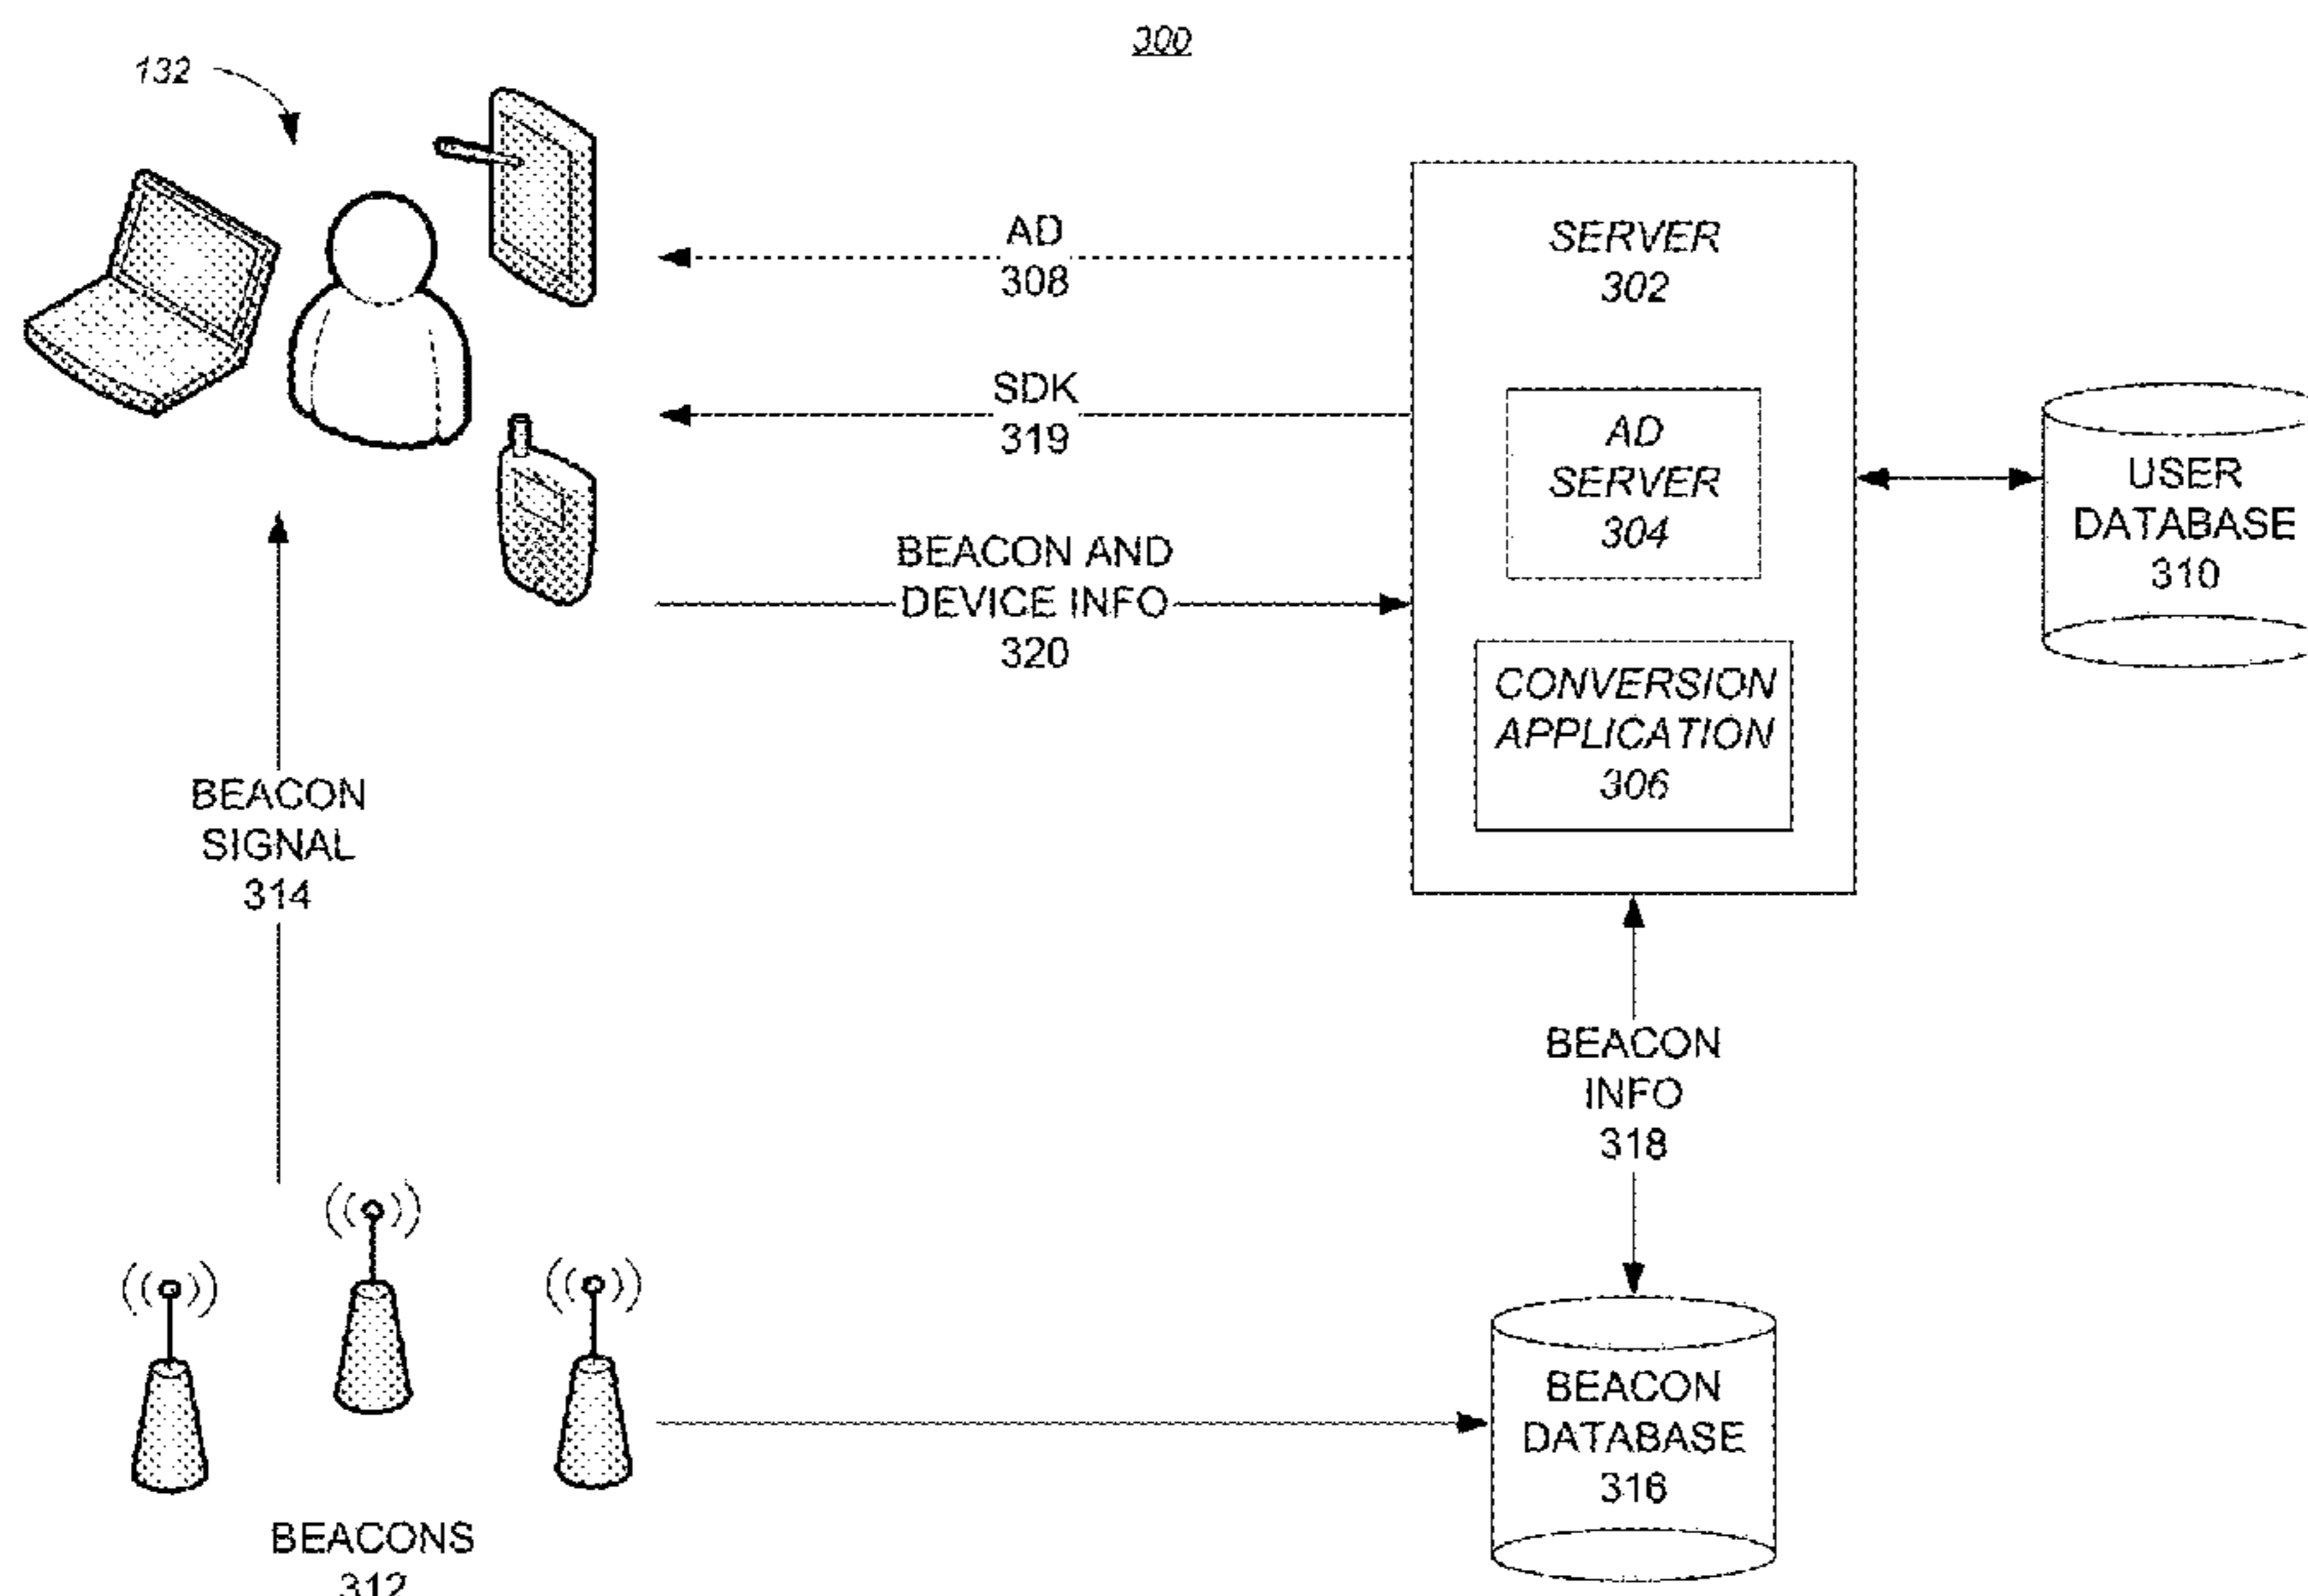 300
132
AD
308
SDK
319
BEACON AND
DEVICE INFO
320
SERVER
302
AD
SERVER
304
CONVERSION
APPLICATION
306
USER
DATABASE
310
BEACON
SIGNAL
314
BEACON
INFO
318
BEACON
DATABASE
316
BEACONS
312